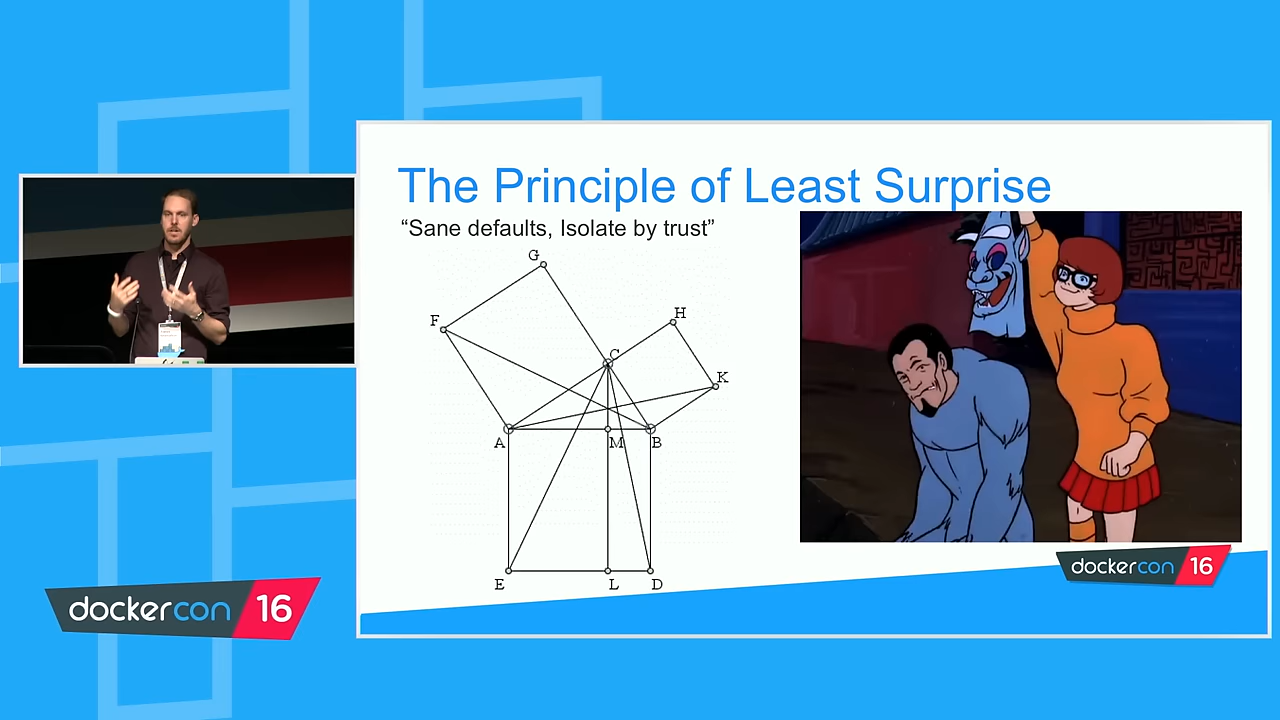 The Principle of Least Surprise
“Sane defaults, Isolate by trust”
G
F
H
C
K
A
M
B
E
L
D
dockercon 16
dockercon 16